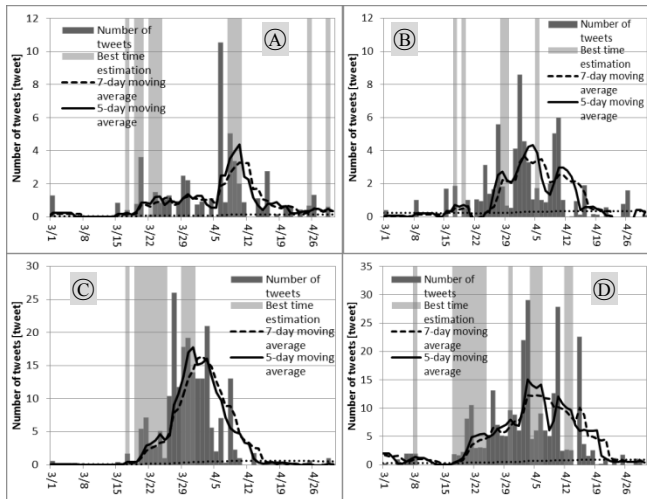 Number of tweets [tweet]
12
10
8
6
4
2
0
Ⓐ
Number of
tweets
Best time
estimation
7-day moving
average
5-day moving
average
3/1
3/8
3/15
3/22
3/29
4/5
4/12
4/19
4/26
Number of tweets [tweet]
12
10
8
6
4
2
0
Ⓑ
Number of
tweets
Best time
estimation
7-day moving
average
5-day moving
average
3/1
3/8
3/15
3/22
3/29
4/5
4/12
4/19
4/26
Number of tweets [tweet]
30
25
20
15
10
5
0
Ⓒ
Number of
tweets
Best time
estimation
7-day moving
average
5-day moving
average
3/1
3/8
3/15
3/22
3/29
4/5
4/12
4/19
4/26
Number of tweets [tweet]
35
30
25
20
15
10
5
0
Ⓓ
Number of
tweets
Best time
estimation
7-day moving
average
5-day moving
average
3/1
3/8
3/15
3/22
3/29
4/5
4/12
4/19
4/26